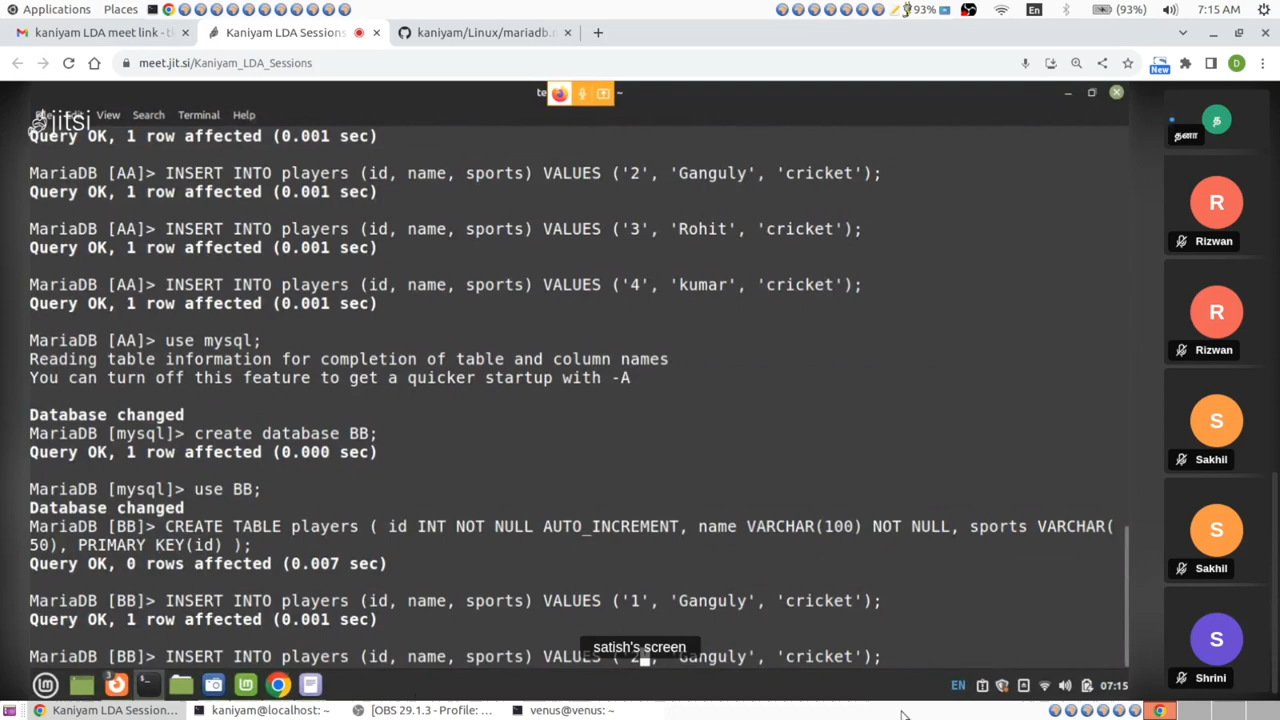 Applications Places 93% En (93%) 7:15 AM
kaniyam LDA meet link - tk Kaniyam LDA Sessions kaniyam/Linux/mariadb.r
meet.jit.si/Kaniyam_LDA_Sessions New D
te ~
jitsi View Search Terminal Help
Query OK, 1 row affected (0.001 sec)
MariaDB [AA]> INSERT INTO players (id, name, sports) VALUES ('2', 'Ganguly', 'cricket');
Query OK, 1 row affected (0.001 sec)
MariaDB [AA]> INSERT INTO players (id, name, sports) VALUES ('3', 'Rohit', 'cricket');
Query OK, 1 row affected (0.001 sec)
MariaDB [AA]> INSERT INTO players (id, name, sports) VALUES ('4', 'kumar', 'cricket');
Query OK, 1 row affected (0.001 sec)
MariaDB [AA]> use mysql;
Reading table information for completion of table and column names
You can turn off this feature to get a quicker startup with -A
Database changed
MariaDB [mysql]> create database BB;
Query OK, 1 row affected (0.000 sec)
MariaDB [mysql]> use BB;
Database changed
MariaDB [BB]> CREATE TABLE players ( id INT NOT NULL AUTO_INCREMENT, name VARCHAR(100) NOT NULL, sports VARCHAR(
50), PRIMARY KEY(id) );
Query OK, 0 rows affected (0.007 sec)
MariaDB [BB]> INSERT INTO players (id, name, sports) VALUES ('1', 'Ganguly', 'cricket');
Query OK, 1 row affected (0.001 sec)
satish's screen
MariaDB [BB]> INSERT INTO players (id, name, sports) VALUES ('2', 'Ganguly', 'cricket');
த
தனா
R
Rizwan
R
Rizwan
S
Sakhil
S
Sakhil
S
Shrini
3 EN 07:15
Kaniyam LDA Session... kaniyam@localhost: ~ [OBS 29.1.3 - Profile: ... venus@venus: ~